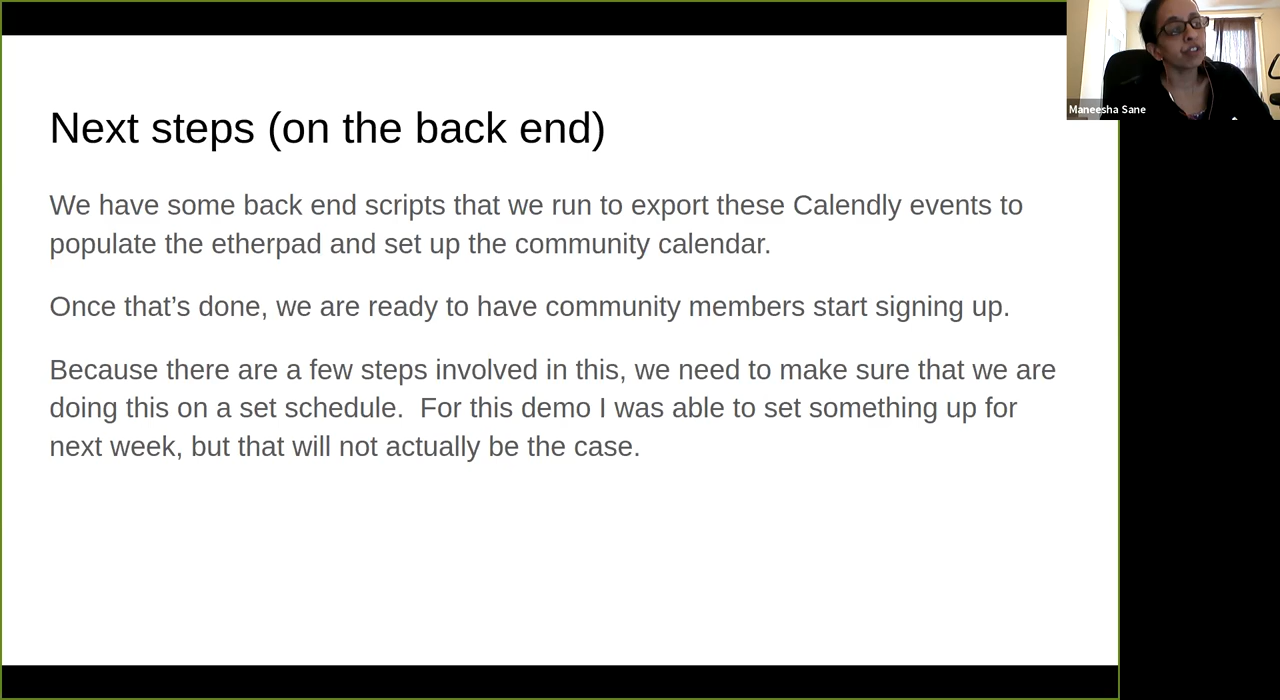 Next steps (on the back end)
We have some back end scripts that we run to export these Calendly events to
populate the etherpad and set up the community calendar.
Once that’s done, we are ready to have community members start signing up.
Because there are a few steps involved in this, we need to make sure that we are
doing this on a set schedule.  For this demo I was able to set something up for
next week, but that will not actually be the case.
Maneesha Sane